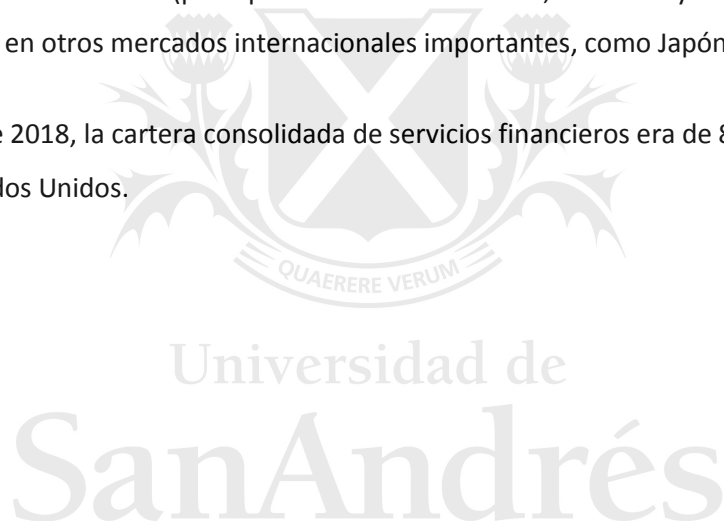 en otros mercados internacionales importantes, como Japón
2018, la cartera consolidada de servicios financieros era de
dos Unidos.
QUAERERE VERUM
Universidad de
SanAndrés